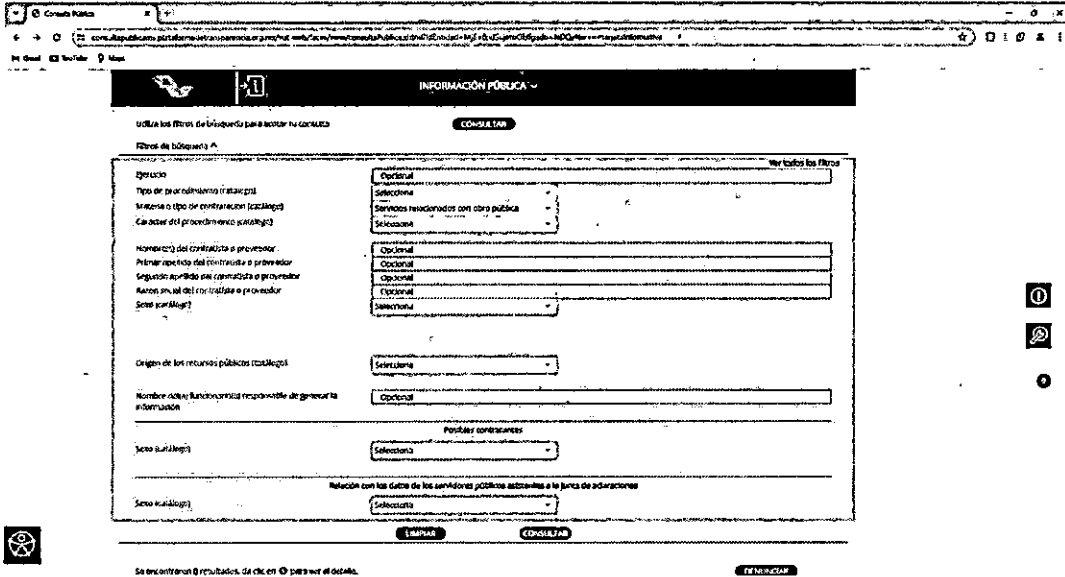 Consulta Pública
Gmail YouTube Maps
INFORMACIÓN PÚBLICA
Utiliza los filtros de búsqueda para acotar tu consulta CONSULTAR
Filtros de búsqueda
Ver todos los filtros
Ejercicio Opcional
Tipo de procedimiento (catálogo) Selecciona
Materia o tipo de contratación (catálogo) Servicios relacionados con obra pública
Carácter del procedimiento (catálogo) Selecciona
Nombre(s) del contratista o proveedor Opcional
Primer apellido del contratista o proveedor Opcional
Segundo apellido del contratista o proveedor Opcional
Razón social del contratista o proveedor Opcional
Sexo (catálogo) Selecciona
Origen de los recursos públicos (catálogo) Selecciona
Nombre del(a) funcionario(a) responsable de generar la Opcional
información
Posibles contratantes
Sexo (catálogo) Selecciona
Relación con los datos de los servidores públicos asistentes a la junta de aclaraciones
Sexo (catálogo) Selecciona
LIMPIAR CONSULTAR
Se encontraron 0 resultados, da clic en para ver el detalle. DENUNCIAR